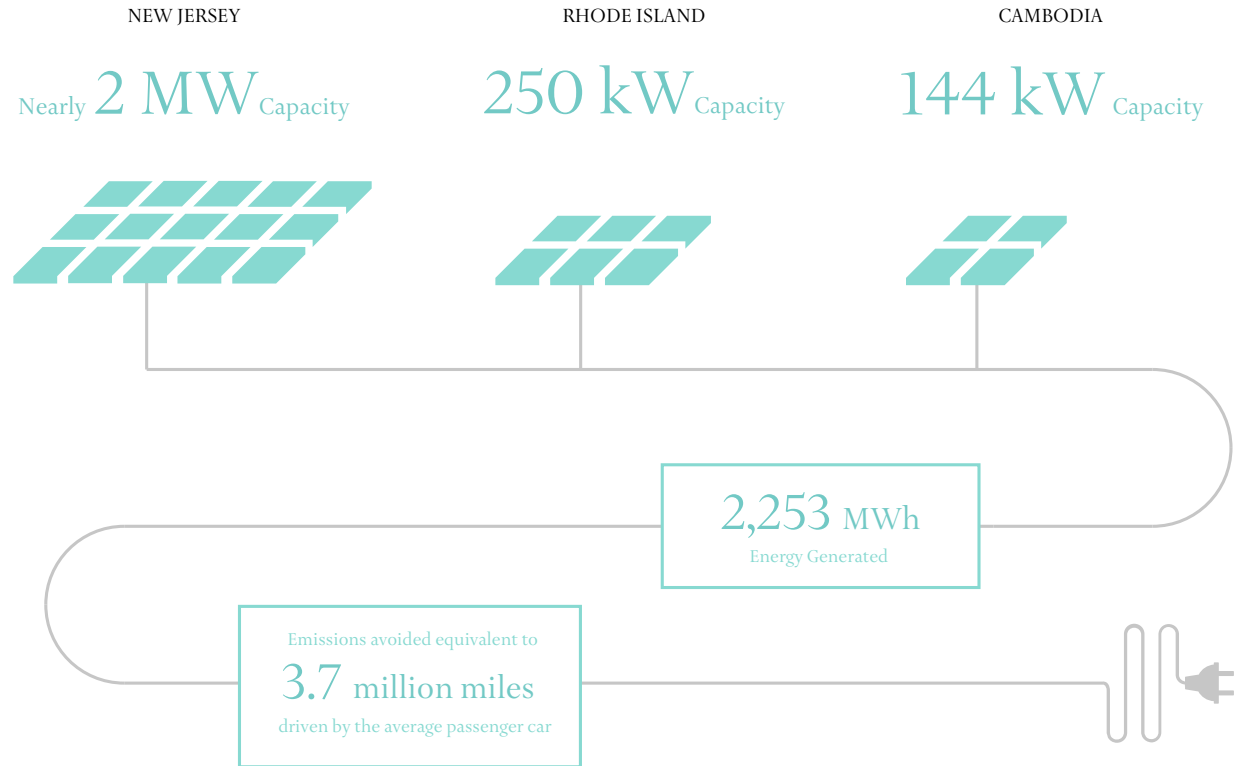 NEW JERSEY
Nearly 2 MW Capacity
RHODE ISLAND
250 kW Capacity
CAMBODIA
144 kW Capacity
2,253 MWh
Energy Generated
Emissions avoided equivalent to
3.7 million miles
driven by the average passenger car